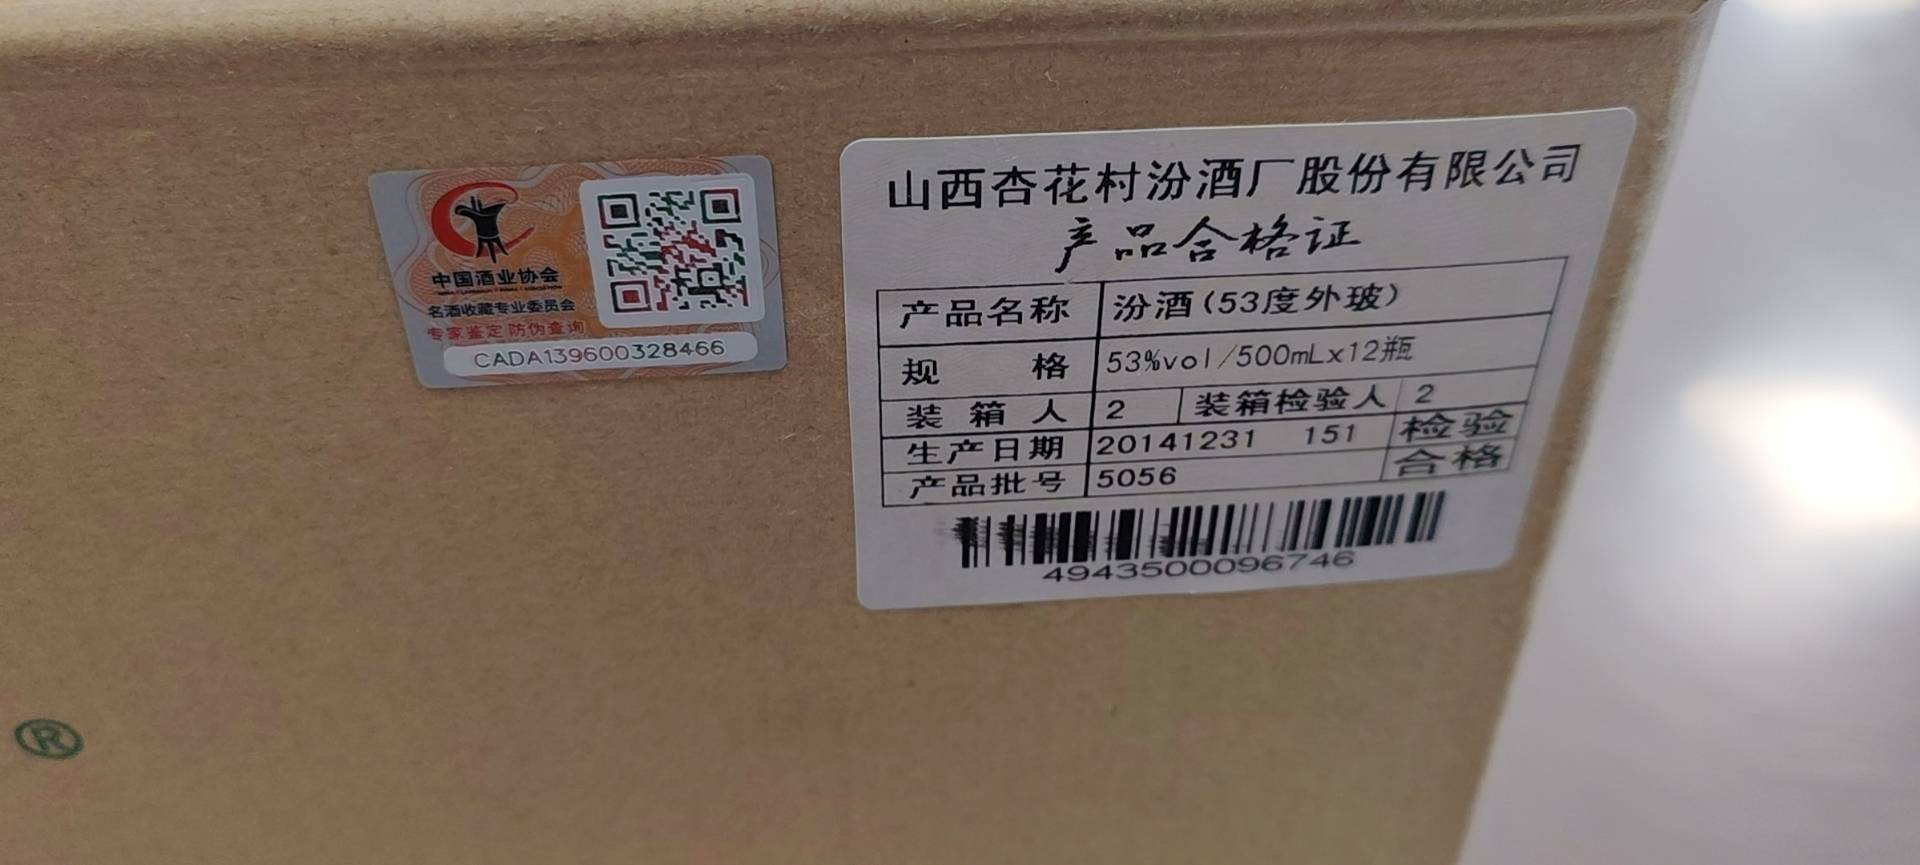 中国酒业协会
名酒收藏专业委员会
专家鉴定 防伪查询
CADA139600328466
山西杏花村汾酒厂股份有限公司
产品合格证
产品名称 汾酒(53度外玻)
规 格 53%vol/500mLx12瓶
装 箱 人 2 装箱检验人 2
生产日期 20141231 151 检验
产品批号 5056 合格
4943500096746
®